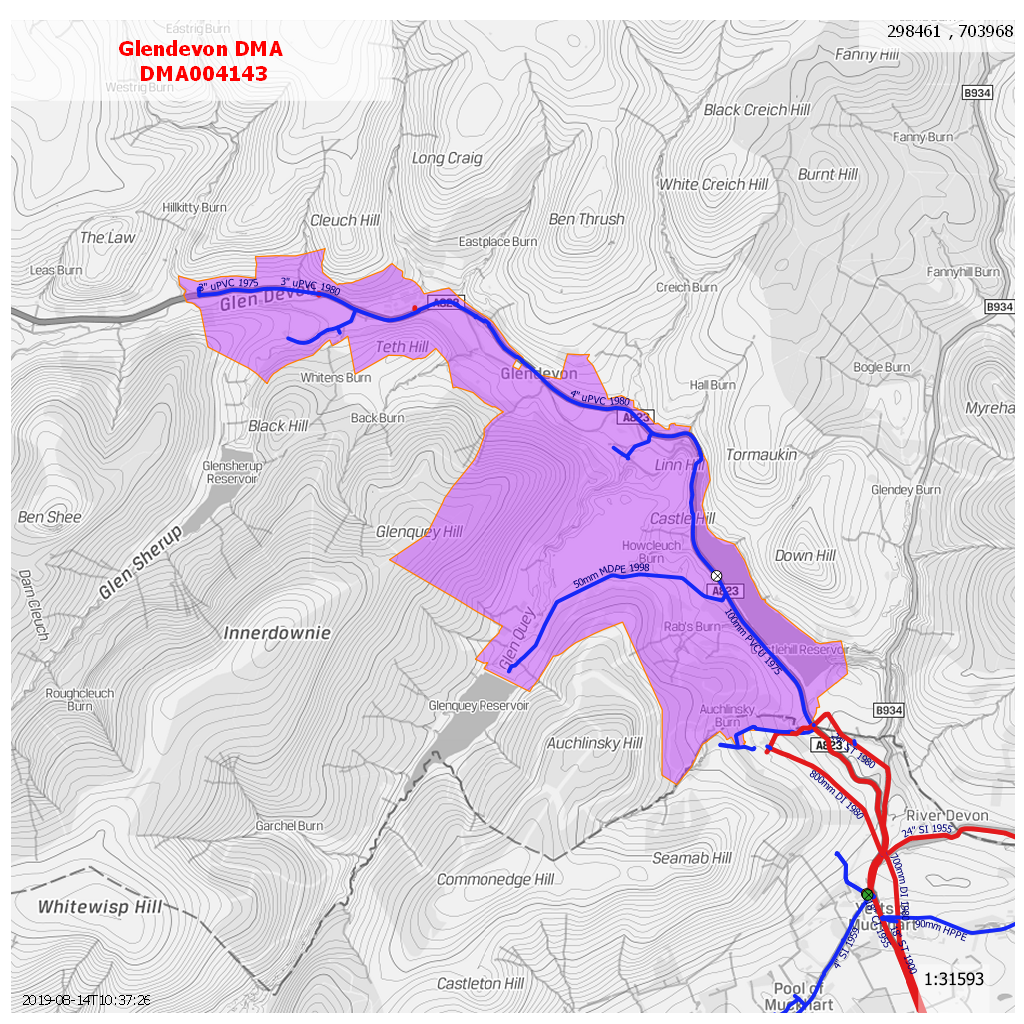 Eastrig Burn
298461 , 703968
Glendevon DMA
DMA004143
Fanny Hill
Westrig Burn
B934
Black Creich Hill
Fanny Burn
Long Craig
Burnt Hill
White Creich Hill
Hillkitty Burn
Cleuch Hill
Ben Thrush
The Law
Eastplace Burn
Leas Burn
Fannyhill Burn
3" uPVC 1975
3" uPVC 1980
Creich Burn
Glen Devon
A823
B934
Teth Hill
Glendevon
Bogle Burn
Whitens Burn
Hall Burn
4" uPVC 1980
Myreha
Back Burn
A823
Black Hill
Tormaukin
Glensherup
Reservoir
Linn Hill
Glendey Burn
Ben Shee
Castle Hill
Glenquey Hill
Howcleuch
Burn
Down Hill
Glen Sherup
50mm MDPE 1998
A823
Darn Cleuch
Innerdownie
Glen Quey
Rab's Burn
100mm PVCU 1975
stlehill Reservoir
Roughcleuch
Burn
Glenquey Reservoir
Auchlinsky
Burn
B934
Auchlinsky Hill
A823
ST 1980
800mm DI 1980
River Devon
Garchel Burn
24" SI 1955
Seamab Hill
Commonedge Hill
700mm DI 1980
Whitewisp Hill
90mm HPPE
4" SI 1955
Castleton Hill
1:31593
Pool of
Muckhart
2019-08-14T10:37:26